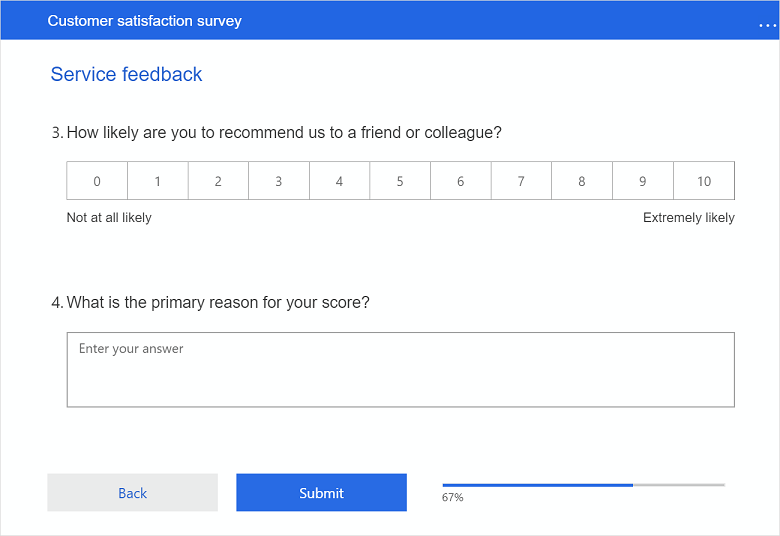 Customer satisfaction survey
...
Service feedback
3. How likely are you to recommend us to a friend or colleague?
0 1 2 3 4 5 6 7 8 9 10
Not at all likely Extremely likely
4. What is the primary reason for your score?
Enter your answer
Back Submit
67%